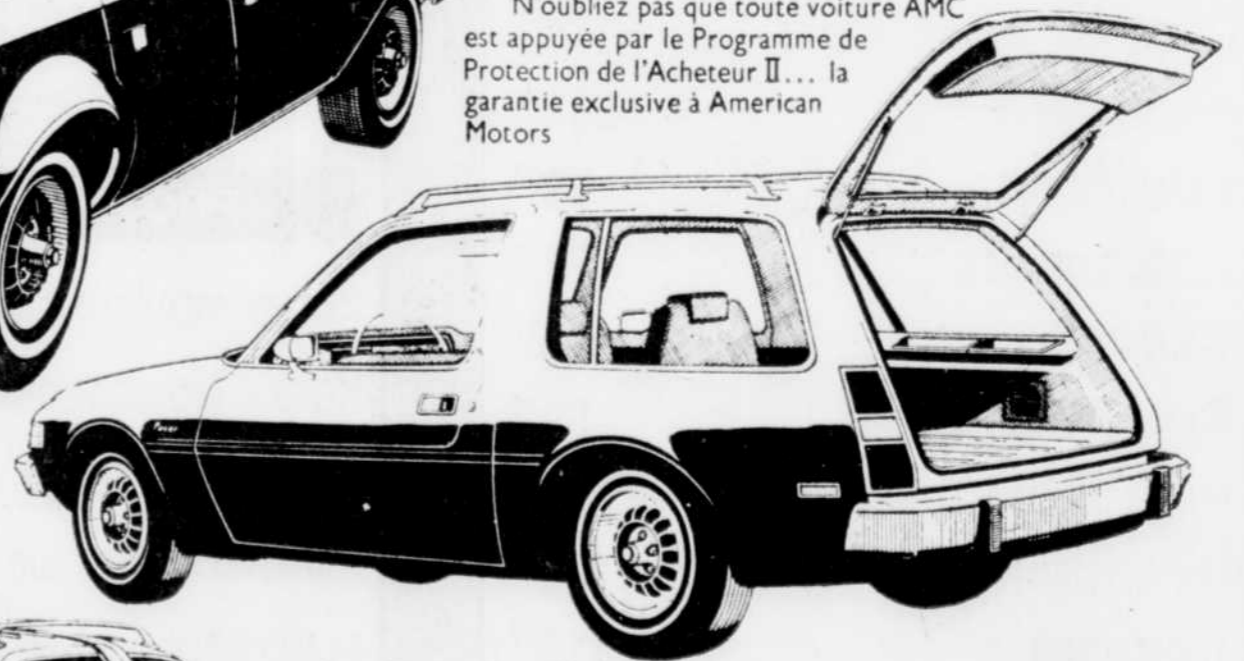 N'oubliez pas que toute voiture AMC
est appuyée par le Programme de
Protection de l'Acheteur II... la
garantie exclusive à American
Motors
Pacer